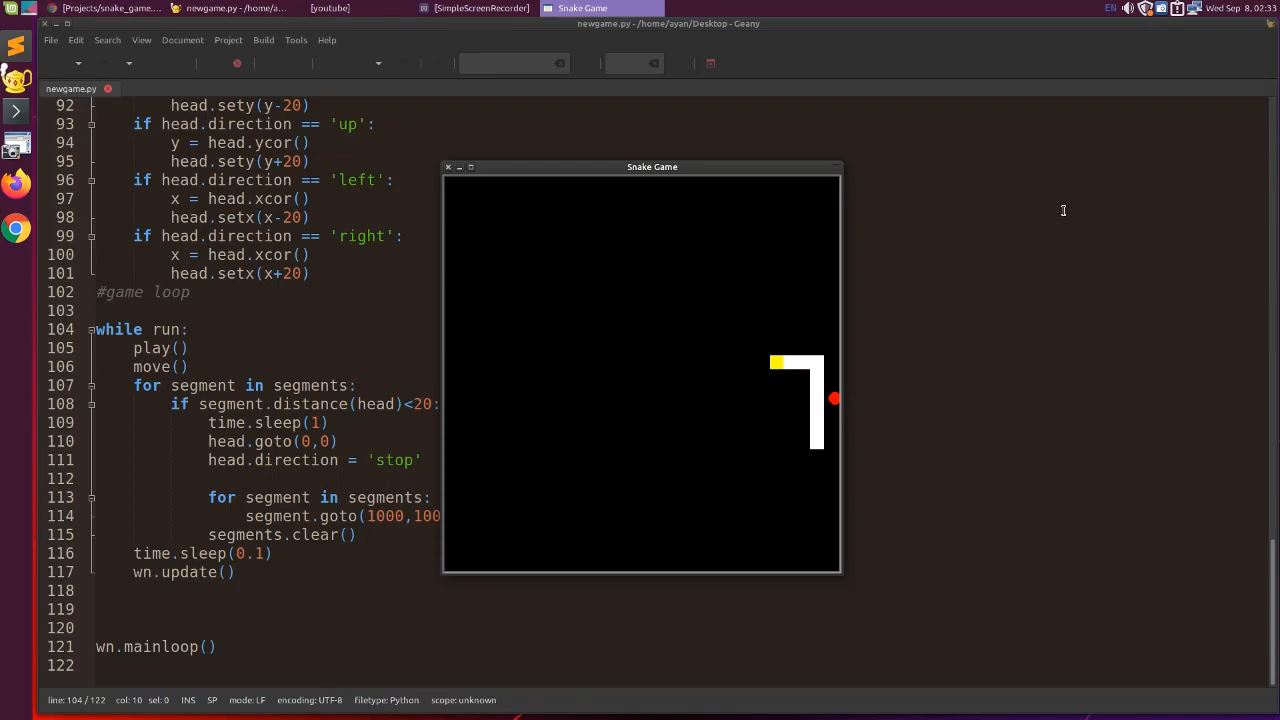 [Projects/snake_game....
newgame.py - /home/a...
[youtube]
[SimpleScreenRecorder]
Snake Game
EN
Wed Sep 8, 02:33
newgame.py - /home/ayan/Desktop - Geany
File Edit Search View Document Project Build Tools Help
newgame.py
92 head.sety(y-20)
93 if head.direction == 'up':
94 y = head.ycor()
95 head.sety(y+20)
96 if head.direction == 'left':
97 x = head.xcor()
98 head.setx(x-20)
99 if head.direction == 'right':
100 x = head.xcor()
101 head.setx(x+20)
102 #game loop
103
104 while run:
105 play()
106 move()
107 for segment in segments:
108 if segment.distance(head)<20:
109 time.sleep(1)
110 head.goto(0,0)
111 head.direction = 'stop'
112
113 for segment in segments:
114 segment.goto(1000,100
115 segments.clear()
116 time.sleep(0.1)
117 wn.update()
118
119
120
121 wn.mainloop()
122
Snake Game
line: 104 / 122 col: 10 sel: 0 INS SP mode: LF encoding: UTF-8 filetype: Python scope: unknown